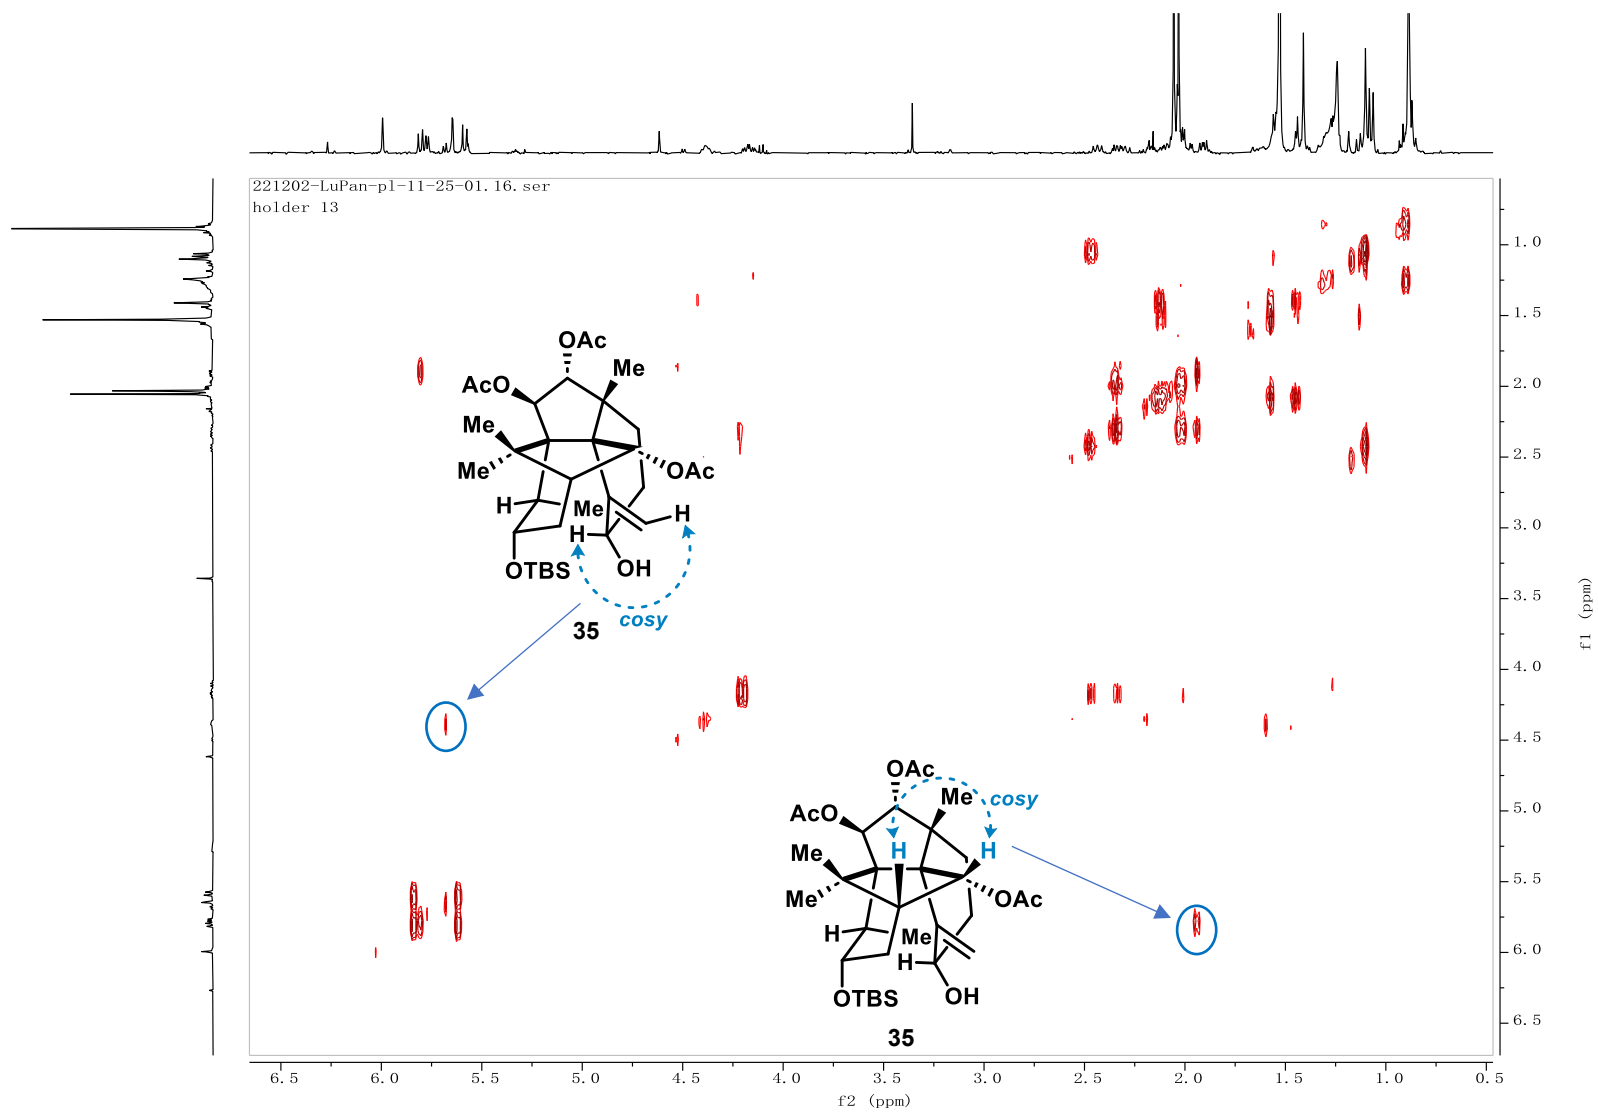 221202-LuPan-pl-11-25-01.16.ser
holder 13
OAc
AcO
Me
Me
Me
OAc
H
Me
H
H
OTBS
OH
cosy
35
OAc
Me
cosy
AcO
H
H
Me
Me
OAc
H
Me
H
OTBS
OH
35
1.0
1.5
2.0
2.5
3.0
3.5
4.0
4.5
5.0
5.5
6.0
6.5
f1 (ppm)
6.5 6.0 5.5 5.0 4.5 4.0 3.5 3.0 2.5 2.0 1.5 1.0 0.5
f2 (ppm)